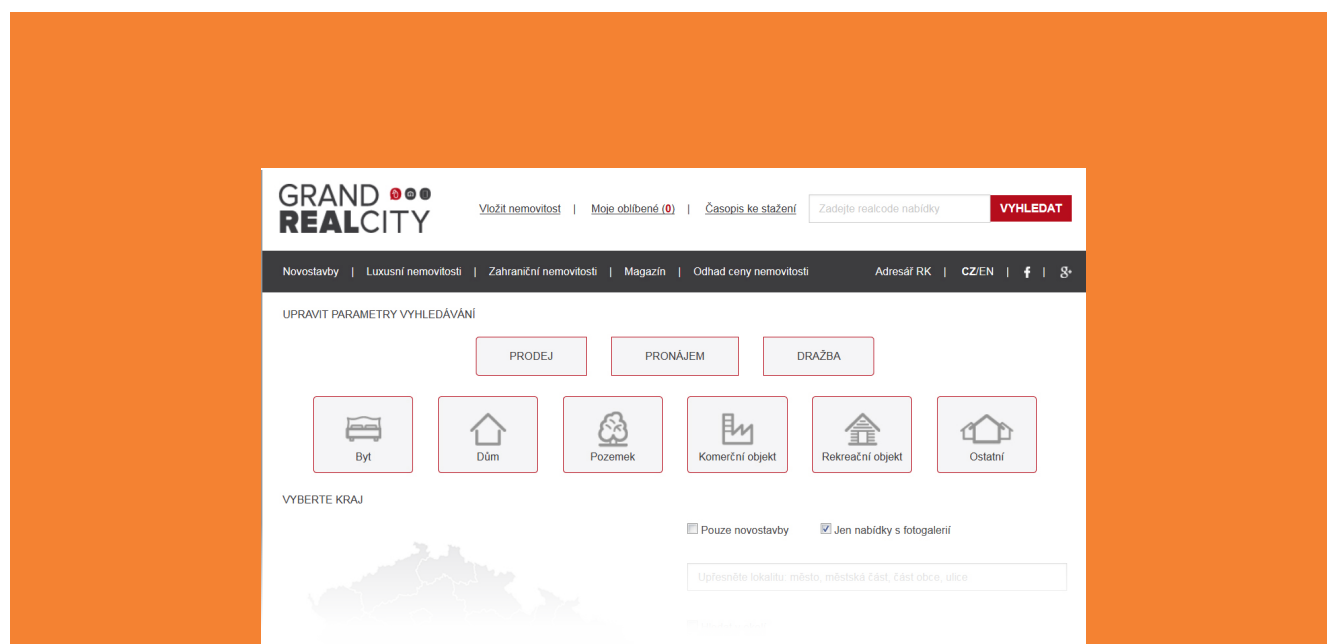 GRAND
REALCITY
Vložit nemovitost | Moje oblíbené (0) | Časopis ke stažení
Zadejte realcode nabídky
VYHLEDAT
Novostavby | Luxusní nemovitosti | Zahraniční nemovitosti | Magazín | Odhad ceny nemovitosti
Adresář RK | CZ/EN | f | g+
UPRAVIT PARAMETRY VYHLEDÁVÁNÍ
PRODEJ
PRONÁJEM
DRAŽBA
Byt
Dům
Pozemek
Komerční objekt
Rekreační objekt
Ostatní
VYBERTE KRAJ
Pouze novostavby
Jen nabídky s fotogalerií
Upřesněte lokalitu: město, městská část, část obce, ulice